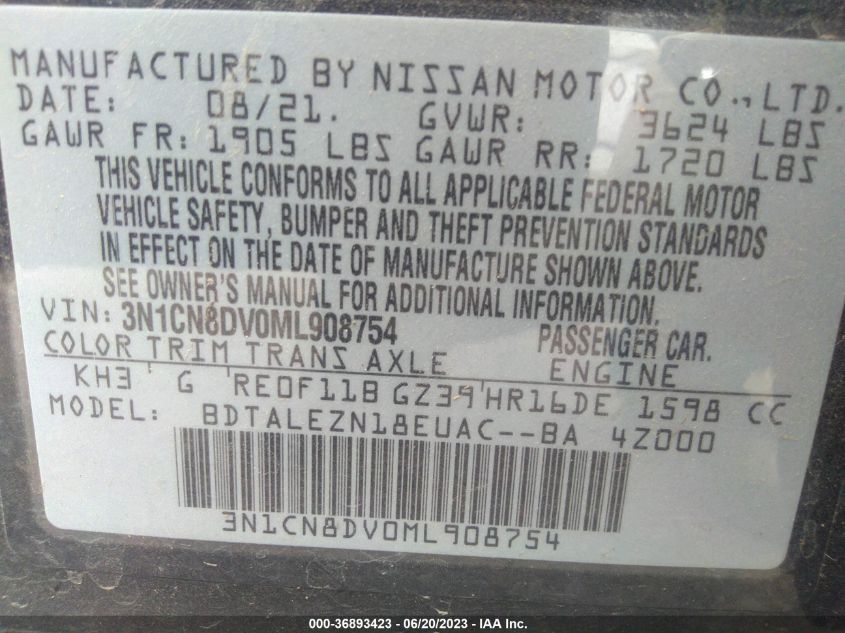 MANUFACTURED BY NISSAN MOTOR CO., LTD.
DATE: 08/21. GVWR: 3624 LBS
GAWR FR: 1905 LBS GAWR RR: 1720 LBS
THIS VEHICLE CONFORMS TO ALL APPLICABLE FEDERAL MOTOR
VEHICLE SAFETY, BUMPER AND THEFT PREVENTION STANDARDS
IN EFFECT ON THE DATE OF MANUFACTURE SHOWN ABOVE.
SEE OWNER'S MANUAL FOR ADDITIONAL INFORMATION.
VIN: 3N1CN8DV0ML908754 PASSENGER CAR.
COLOR TRIM TRANS AXLE ENGINE
KH3 G RE0F11B GZ39 HR16DE 1598 CC
MODEL: BDTALEZN18EUAC--BA 4Z000
3N1CN8DV0ML908754
000-36893423 - 06/20/2023 - IAA Inc.